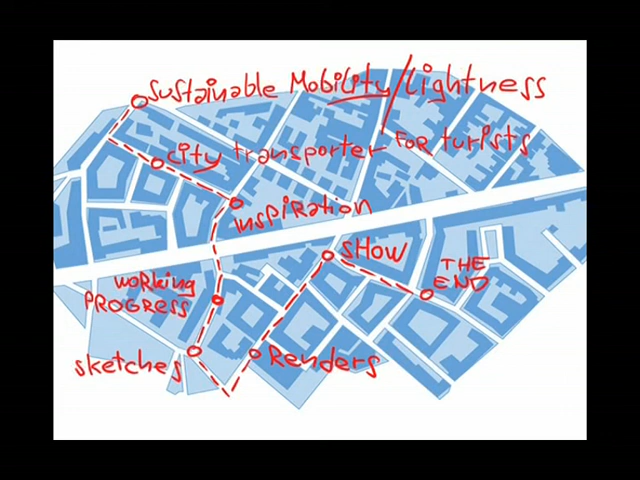 Sustainable Mobility/Lightness
City transporter FOR turists
inspiration
Working
PROGRESS
sketches
Renders
SHOW
THE
END